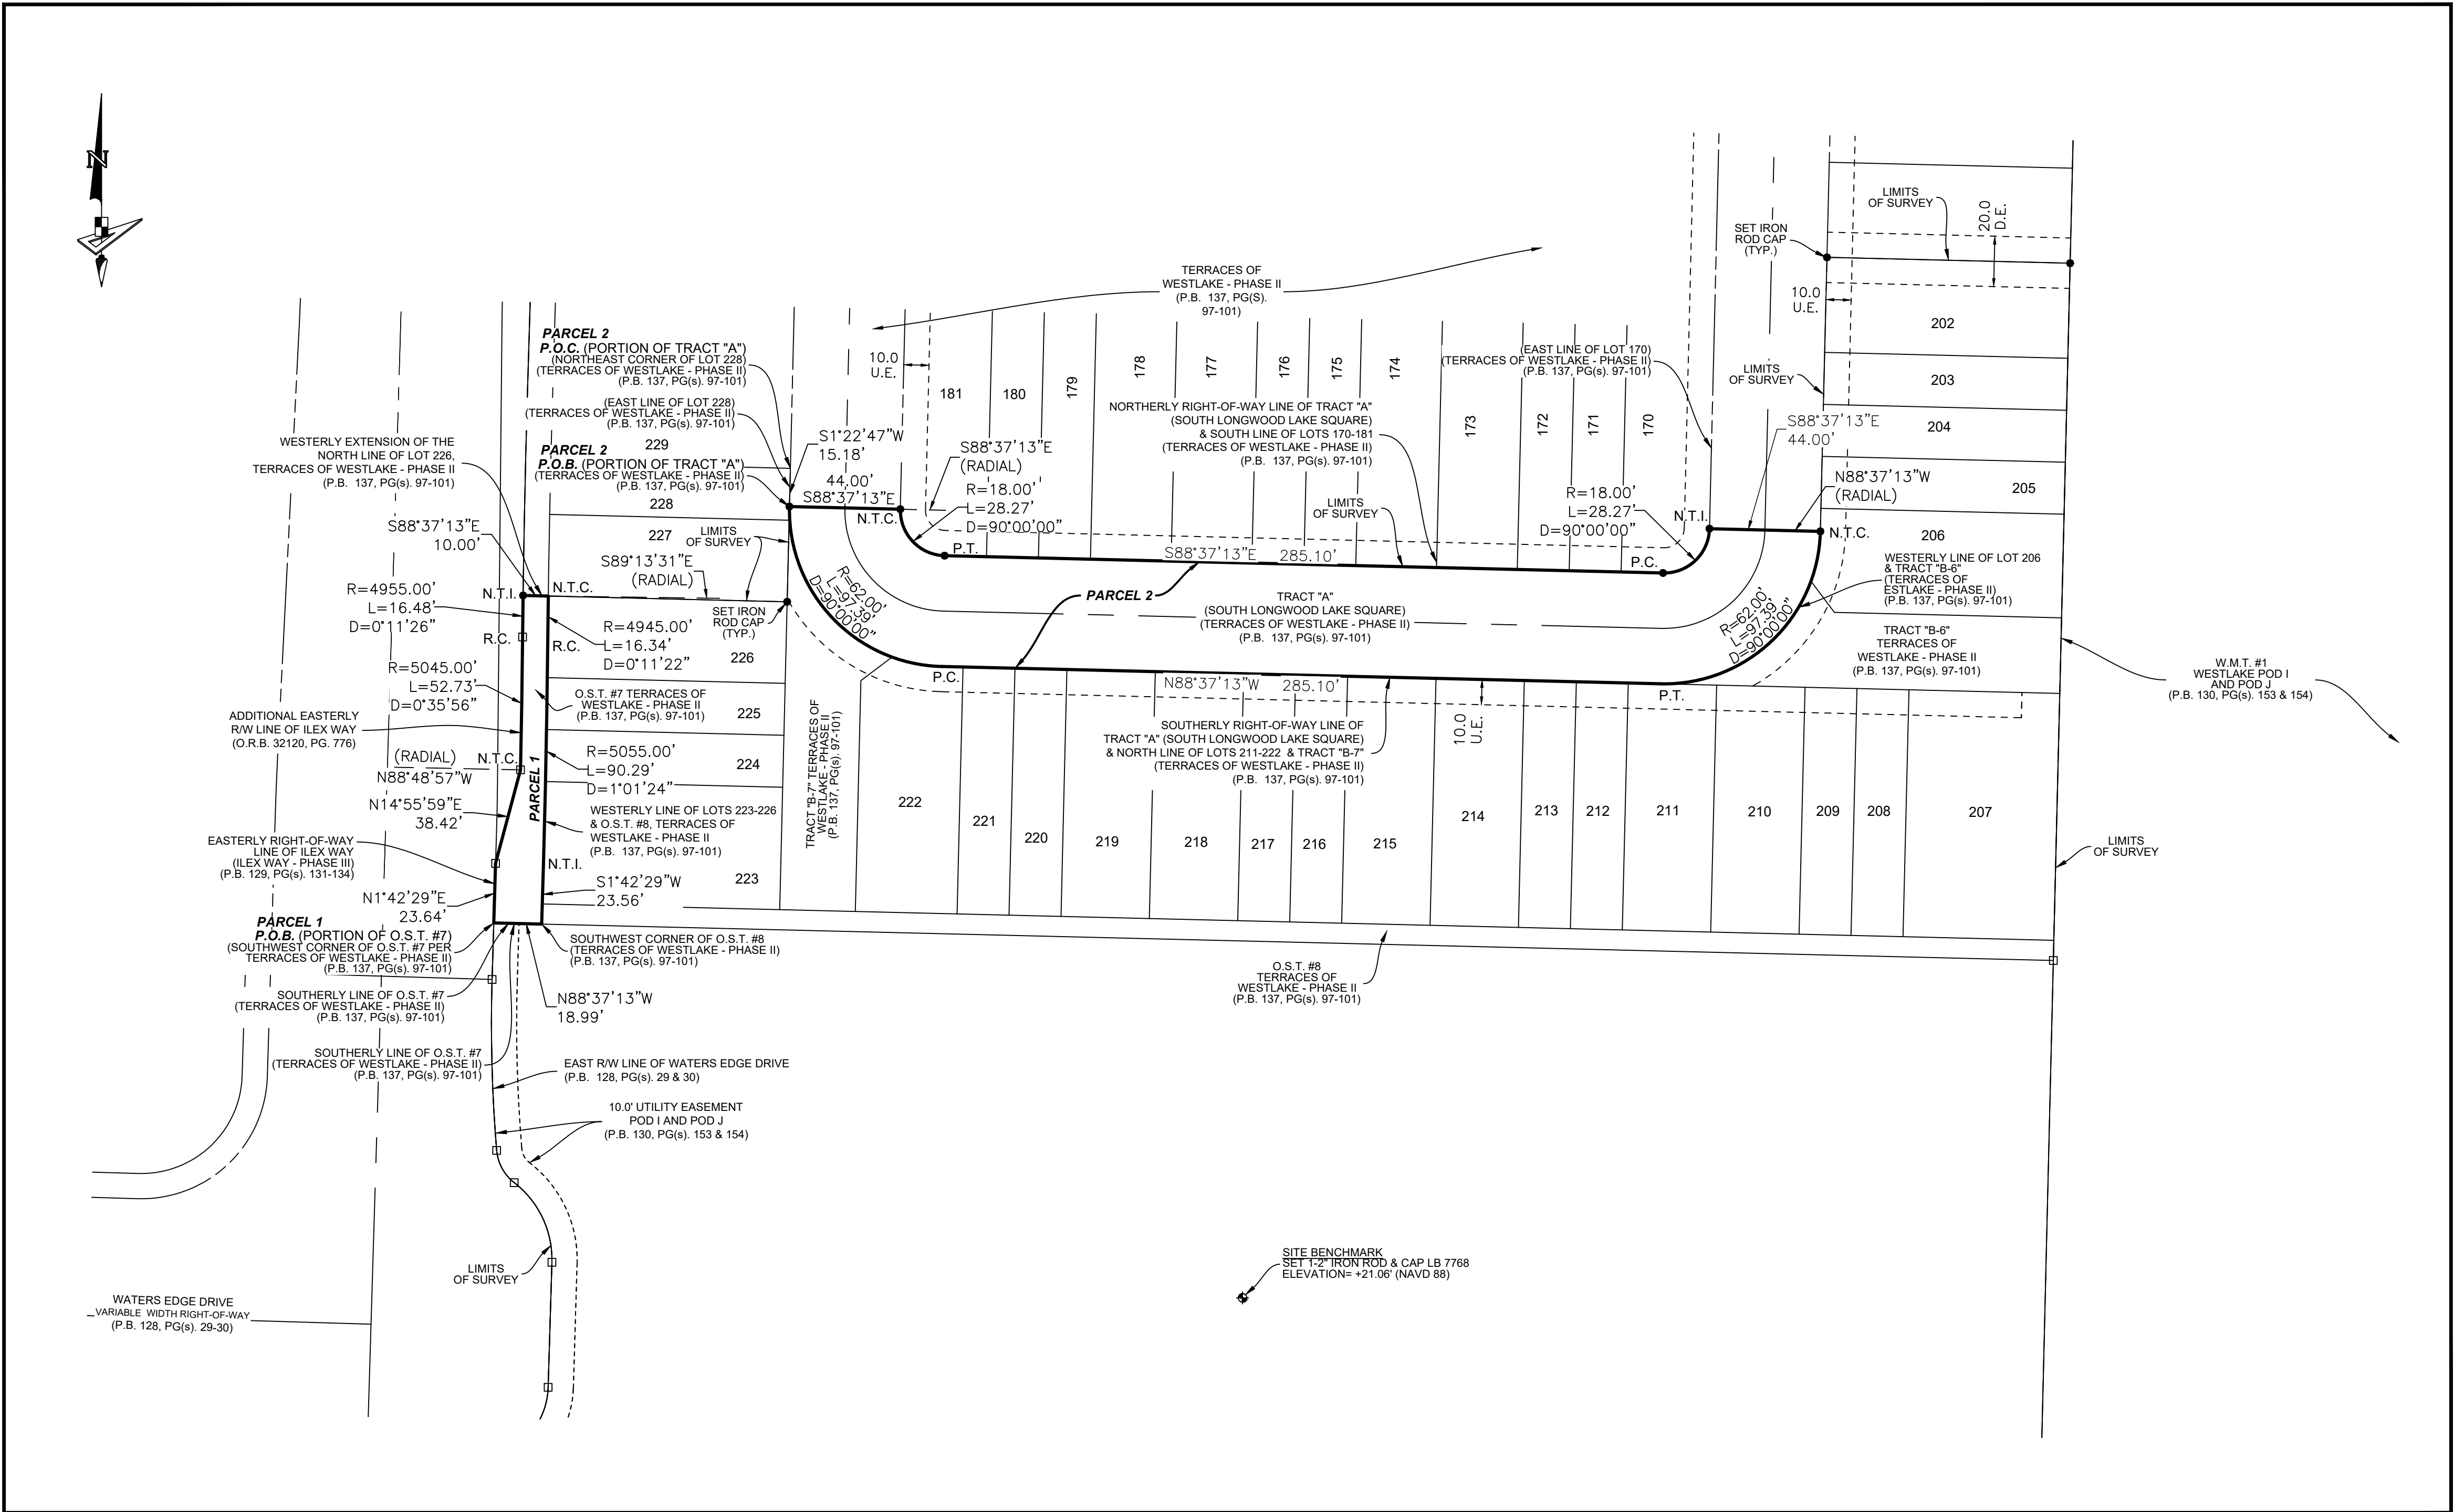 N
TERRACES OF
WESTLAKE - PHASE II
(P.B. 137, PG(S).
97-101)
PARCEL 2
P.O.C. (PORTION OF TRACT "A")
(NORTHEAST CORNER OF LOT 228)
(TERRACES OF WESTLAKE - PHASE II)
(P.B. 137, PG(s). 97-101)
(EAST LINE OF LOT 228)
(TERRACES OF WESTLAKE - PHASE II)
(P.B. 137, PG(s). 97-101)
229
PARCEL 2
P.O.B. (PORTION OF TRACT "A")
(TERRACES OF WESTLAKE - PHASE II)
(P.B. 137, PG(s). 97-101)
WESTERLY EXTENSION OF THE
NORTH LINE OF LOT 226,
TERRACES OF WESTLAKE - PHASE II
(P.B. 137, PG(s). 97-101)
S88°37'13"E
10.00'
228
227
LIMITS
OF SURVEY
S89°13'31"E
(RADIAL)
SET IRON
ROD CAP
(TYP.)
N.T.I.
N.T.C.
R=4955.00'
L=16.48'
D=0°11'26"
R.C.
R.C.
R=4945.00'
L=16.34'
D=0°11'22"
226
R=5045.00'
L=52.73'
D=0°35'56"
O.S.T. #7 TERRACES OF
WESTLAKE - PHASE II
(P.B. 137, PG(s). 97-101)
225
ADDITIONAL EASTERLY
R/W LINE OF ILEX WAY
(O.R.B. 32120, PG. 776)
(RADIAL)
N88°48'57"W
N.T.C.
R=5055.00'
L=90.29'
D=1°01'24"
224
PARCEL 1
N14°55'59"E
38.42'
WESTERLY LINE OF LOTS 223-226
& O.S.T. #8, TERRACES OF
WESTLAKE - PHASE II
(P.B. 137, PG(s). 97-101)
EASTERLY RIGHT-OF-WAY
LINE OF ILEX WAY
(ILEX WAY - PHASE III)
(P.B. 129, PG(s). 131-134)
N.T.I.
S1°42'29"W
23.56'
223
N1°42'29"E
23.64'
PARCEL 1
P.O.B. (PORTION OF O.S.T. #7)
(SOUTHWEST CORNER OF O.S.T. #7 PER
TERRACES OF WESTLAKE - PHASE II)
(P.B. 137, PG(s). 97-101)
SOUTHWEST CORNER OF O.S.T. #8
(TERRACES OF WESTLAKE - PHASE II)
(P.B. 137, PG(s). 97-101)
SOUTHERLY LINE OF O.S.T. #7
(TERRACES OF WESTLAKE - PHASE II)
(P.B. 137, PG(s). 97-101)
N88°37'13"W
18.99'
SOUTHERLY LINE OF O.S.T. #7
(TERRACES OF WESTLAKE - PHASE II)
(P.B. 137, PG(s). 97-101)
EAST R/W LINE OF WATERS EDGE DRIVE
(P.B. 128, PG(s). 29 & 30)
10.0' UTILITY EASEMENT
POD I AND POD J
(P.B. 130, PG(s). 153 & 154)
LIMITS
OF SURVEY
WATERS EDGE DRIVE
VARIABLE WIDTH RIGHT-OF-WAY
(P.B. 128, PG(s). 29-30)
10.0
U.E.
S1°22'47"W
15.18'
44.00'
S88°37'13"E
N.T.C.
S88°37'13"E
(RADIAL)
R=18.00'
L=28.27'
D=90°00'00"
P.T.
181
180
179
178
177
176
175
174
173
172
171
170
NORTHERLY RIGHT-OF-WAY LINE OF TRACT "A"
(SOUTH LONGWOOD LAKE SQUARE)
& SOUTH LINE OF LOTS 170-181
(TERRACES OF WESTLAKE - PHASE II)
(P.B. 137, PG(s). 97-101)
LIMITS
OF SURVEY
S88°37'13"E 285.10'
(EAST LINE OF LOT 170)
(TERRACES OF WESTLAKE - PHASE II)
(P.B. 137, PG(s). 97-101)
R=18.00'
L=28.27'
D=90°00'00"
N.T.I.
P.C.
R=62.00'
L=97.39'
D=90°00'00"
PARCEL 2
TRACT "A"
(SOUTH LONGWOOD LAKE SQUARE)
(TERRACES OF WESTLAKE - PHASE II)
(P.B. 137, PG(s). 97-101)
R=62.00'
L=97.39'
D=90°00'00"
P.C.
N88°37'13"W 285.10'
P.T.
SOUTHERLY RIGHT-OF-WAY LINE OF
TRACT "A" (SOUTH LONGWOOD LAKE SQUARE)
& NORTH LINE OF LOTS 211-222 & TRACT "B-7"
(TERRACES OF WESTLAKE - PHASE II)
(P.B. 137, PG(s). 97-101)
10.0
U.E.
TRACT "B-7" TERRACES OF
WESTLAKE - PHASE II
(P.B. 137, PG(s). 97-101)
222
221
220
219
218
217
216
215
214
213
212
211
210
209
208
207
O.S.T. #8
TERRACES OF
WESTLAKE - PHASE II
(P.B. 137, PG(s). 97-101)
SITE BENCHMARK
SET 1-2" IRON ROD & CAP LB 7768
ELEVATION= +21.06' (NAVD 88)
SET IRON
ROD CAP
(TYP.)
LIMITS
OF SURVEY
20.0
D.E.
10.0
U.E.
202
LIMITS
OF SURVEY
203
S88°37'13"E
44.00'
204
N88°37'13"W
(RADIAL)
205
N.T.C.
206
WESTERLY LINE OF LOT 206
& TRACT "B-6"
(TERRACES OF
ESTLAKE - PHASE II)
(P.B. 137, PG(s). 97-101)
TRACT "B-6"
TERRACES OF
WESTLAKE - PHASE II
(P.B. 137, PG(s). 97-101)
W.M.T. #1
WESTLAKE POD I
AND POD J
(P.B. 130, PG(s). 153 & 154)
LIMITS
OF SURVEY